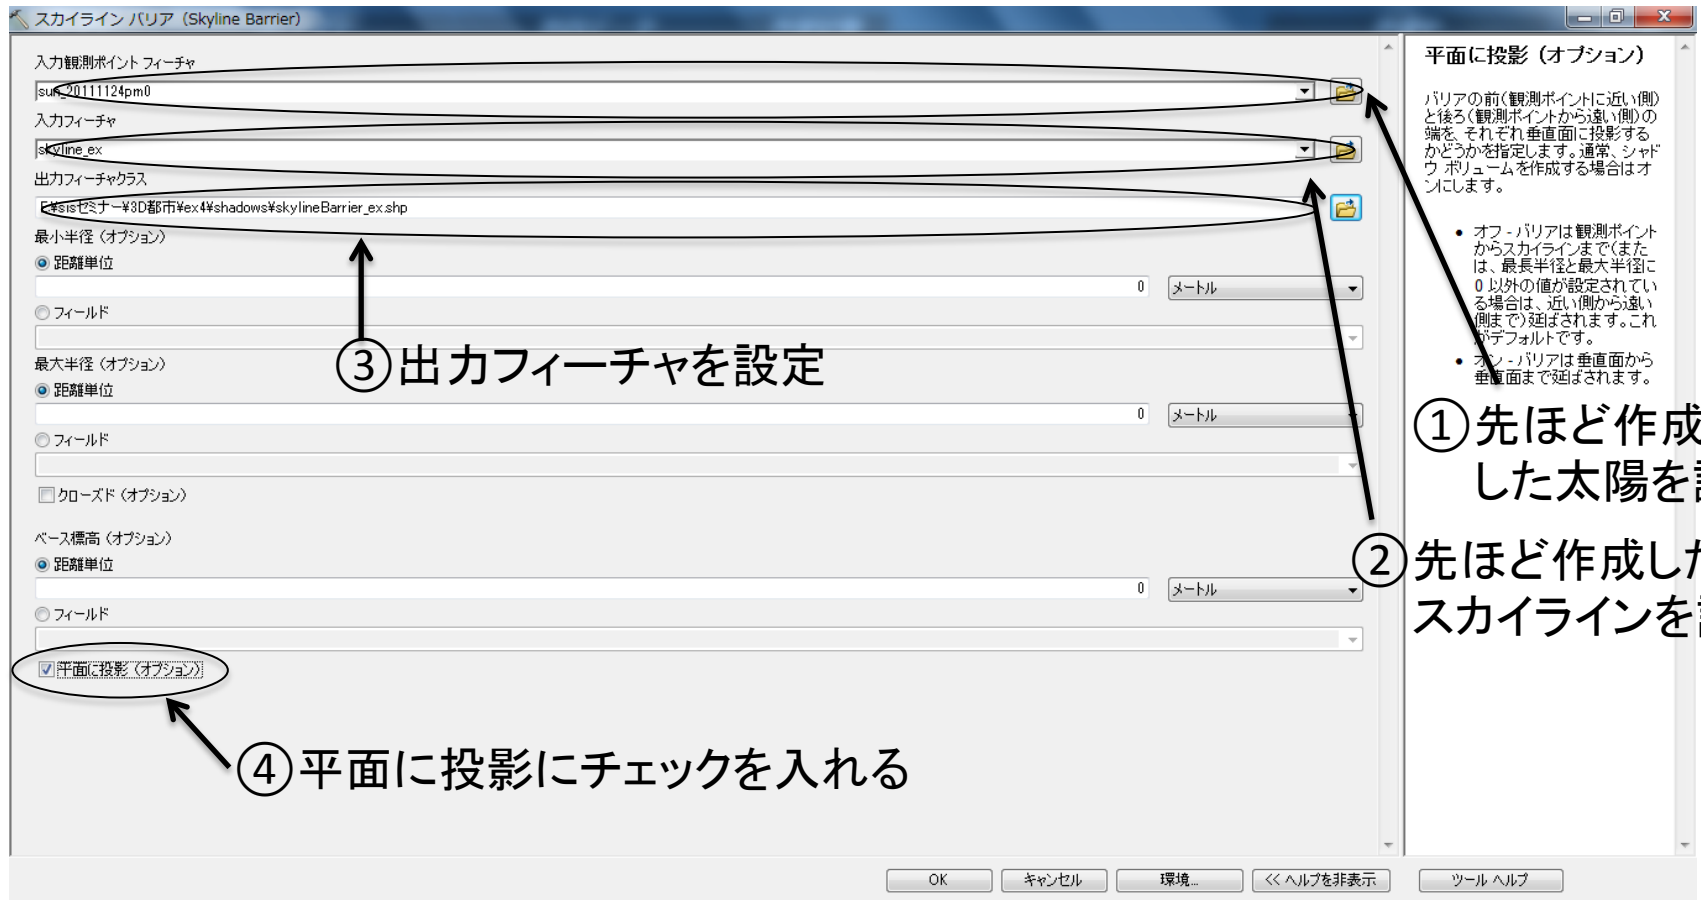 スカイライン バリア (Skyline Barrier)
入力観測ポイント フィーチャ
sun_20111124pm0
入力フィーチャ
skyline_ex
出力フィーチャクラス
E:¥sisセミナー¥3D都市¥ex4¥shadows¥skylineBarrier_ex.shp
最小半径 (オプション)
距離単位
0 メートル
フィールド
最大半径 (オプション)
距離単位
0 メートル
フィールド
クローズド (オプション)
ベース標高 (オプション)
距離単位
0 メートル
フィールド
平面に投影 (オプション)
③出力フィーチャを設定
④平面に投影にチェックを入れる
平面に投影 (オプション)
バリアの前(観測ポイントに近い側)
と後ろ(観測ポイントから遠い側)の
端を、それぞれ垂直面に投影する
かどうかを指定します。通常、シャド
ウ ボリュームを作成する場合はオ
ンにします。
• オフ - バリアは観測ポイント
からスカイラインまで(また
は、最長半径と最大半径に
0 以外の値が設定されてい
る場合は、近い側から遠い
側まで)延ばされます。これ
がデフォルトです。
• オン - バリアは垂直面から
垂直面まで延ばされます。
①先ほど作成
した太陽を
②先ほど作成した
スカイラインを
OK キャンセル 環境... << ヘルプを非表示 ツール ヘルプ